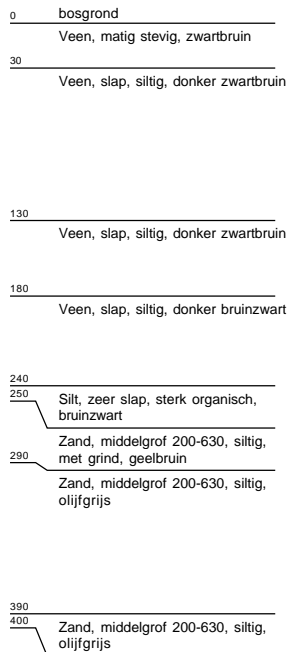 0 bosgrond
Veen, matig stevig, zwartbruin
30
Veen, slap, siltig, donker zwartbruin
130
Veen, slap, siltig, donker zwartbruin
180
Veen, slap, siltig, donker bruinzwart
240
250
Silt, zeer slap, sterk organisch,
bruinzwart
Zand, middelgrof 200-630, siltig,
met grind, geelbruin
290
Zand, middelgrof 200-630, siltig,
olijfgrijs
390
400
Zand, middelgrof 200-630, siltig,
olijfgrijs